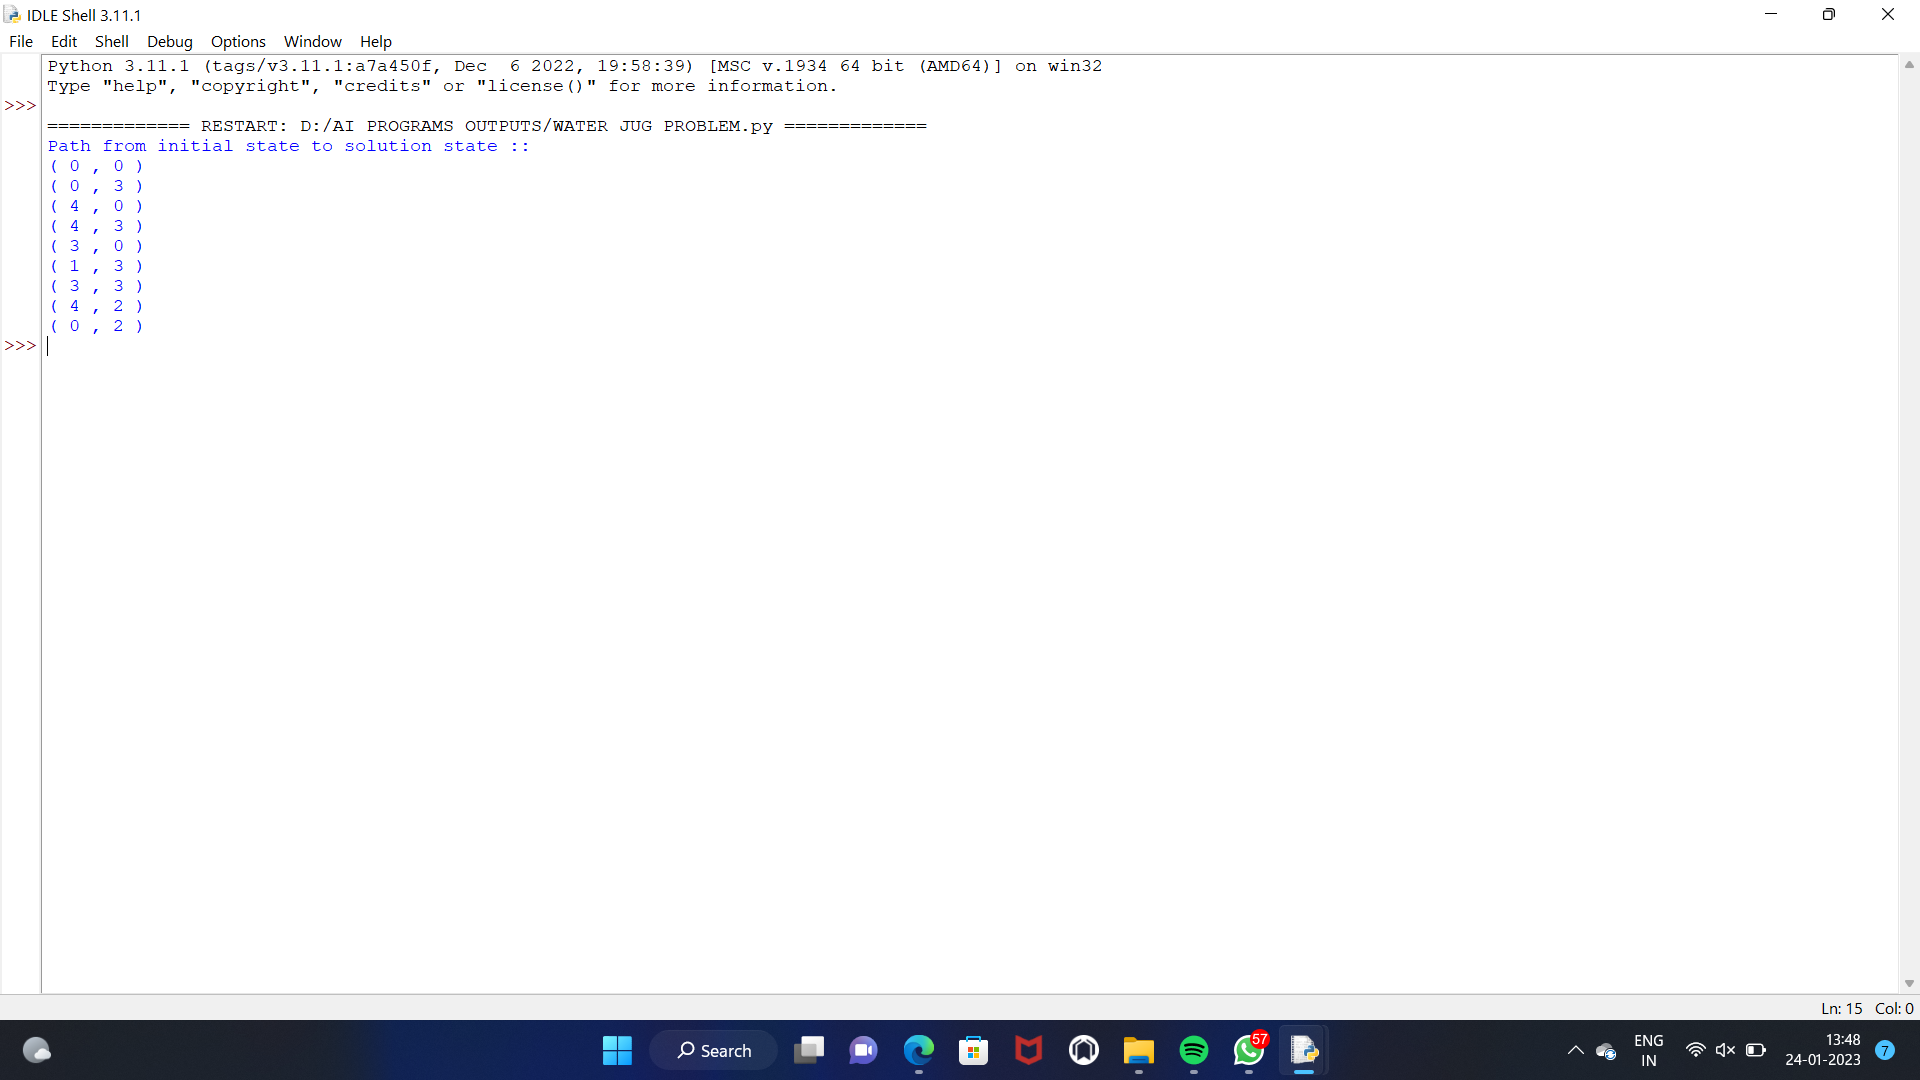 IDLE Shell 3.11.1
File Edit Shell Debug Options Window Help
Python 3.11.1 (tags/v3.11.1:a7a450f, Dec  6 2022, 19:58:39) [MSC v.1934 64 bit (AMD64)] on win32
Type "help", "copyright", "credits" or "license()" for more information.
>>>
============= RESTART: D:/AI PROGRAMS OUTPUTS/WATER JUG PROBLEM.py =============
Path from initial state to solution state ::
( 0 , 0 )
( 0 , 3 )
( 4 , 0 )
( 4 , 3 )
( 3 , 0 )
( 1 , 3 )
( 3 , 3 )
( 4 , 2 )
( 0 , 2 )
>>>
Ln: 15 Col: 0
Search
57
ENG
IN
13:48
24-01-2023
7